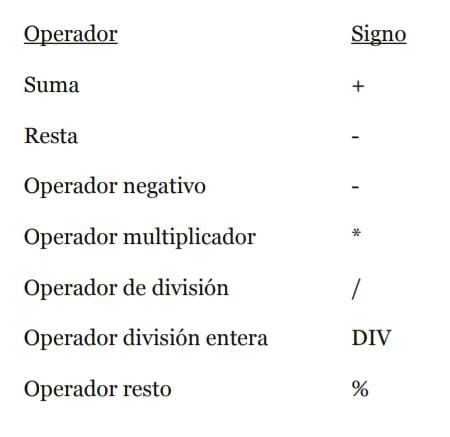 Operador Signo
Suma +
Resta -
Operador negativo -
Operador multiplicador *
Operador de división /
Operador división entera DIV
Operador resto %